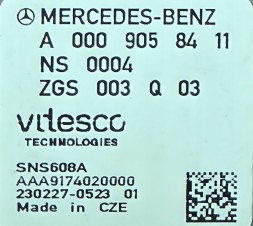 MERCEDES-BENZ
A 000 905 84 11
NS 0004
ZGS 003 Q 03
vitesco
TECHNOLOGIES
SNS608A
AAA9174020000
230227-0523 01
Made in CZE